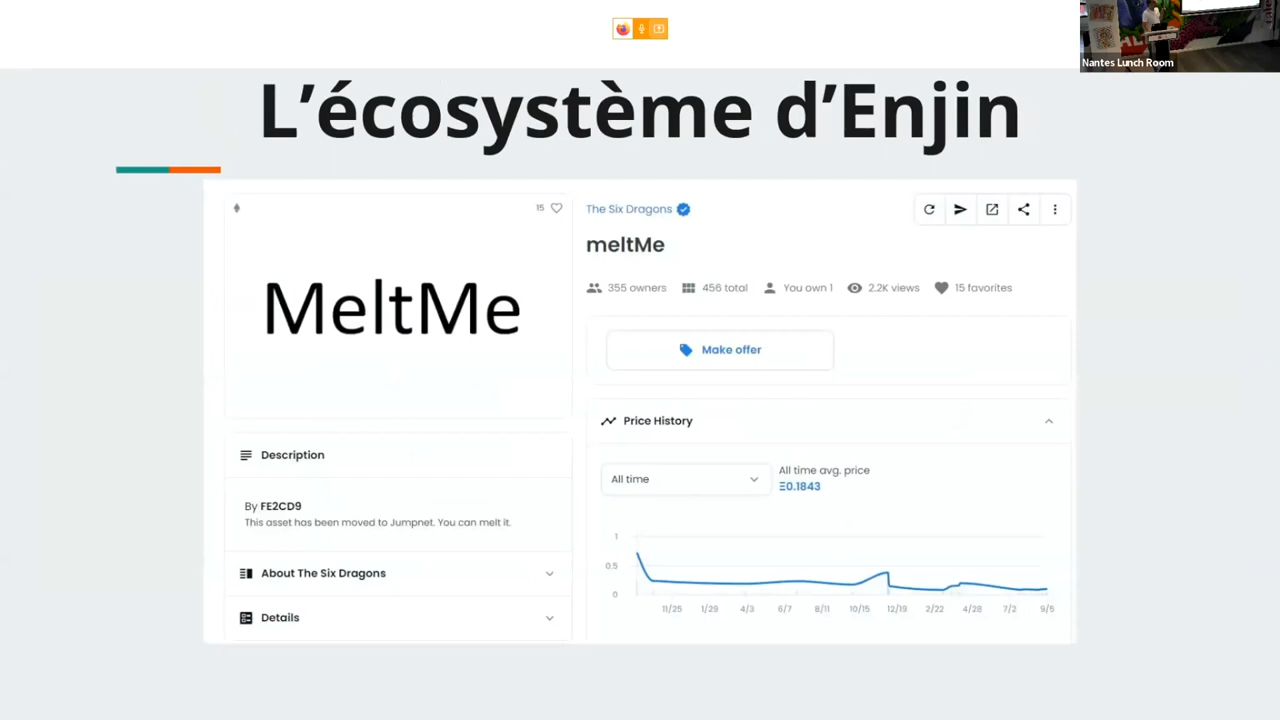 Nantes Lunch Room
L’écosystème d’Enjin
15
MeltMe
The Six Dragons
meltMe
355 owners 456 total You own 1 2.2K views 15 favorites
Make offer
Price History
All time
All time avg. price
Ξ0.1843
1
0.5
0
11/25 1/29 4/3 6/7 8/11 10/15 12/19 2/22 4/28 7/2 9/5
Description
By FE2CD9
This asset has been moved to Jumpnet. You can melt it.
About The Six Dragons
Details